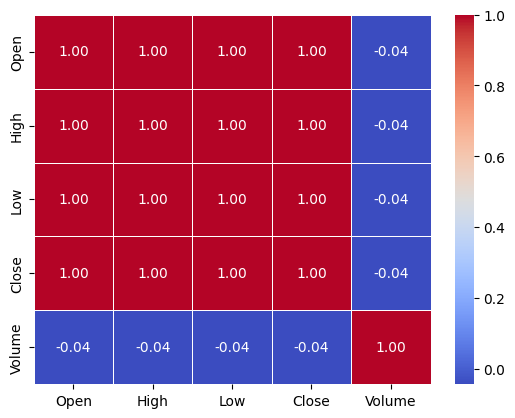 Open 1.00 1.00 1.00 1.00 -0.04
High 1.00 1.00 1.00 1.00 -0.04
Low 1.00 1.00 1.00 1.00 -0.04
Close 1.00 1.00 1.00 1.00 -0.04
Volume -0.04 -0.04 -0.04 -0.04 1.00
Open High Low Close Volume
1.0
0.8
0.6
0.4
0.2
0.0